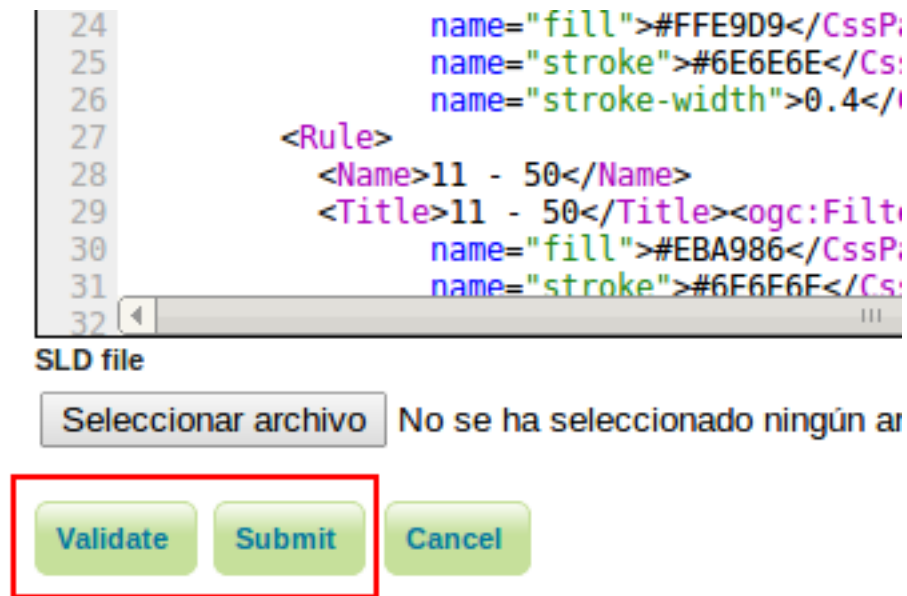 24 name="fill">#FFE9D9</CssPa
25 name="stroke">#6E6E6E</Css
26 name="stroke-width">0.4</
27 <Rule>
28 <Name>11 - 50</Name>
29 <Title>11 - 50</Title><ogc:Filte
30 name="fill">#EBA986</CssPa
31 name="stroke">#6E6E6E</Css
32
SLD file
Seleccionar archivo No se ha seleccionado ningún ar
Validate Submit Cancel